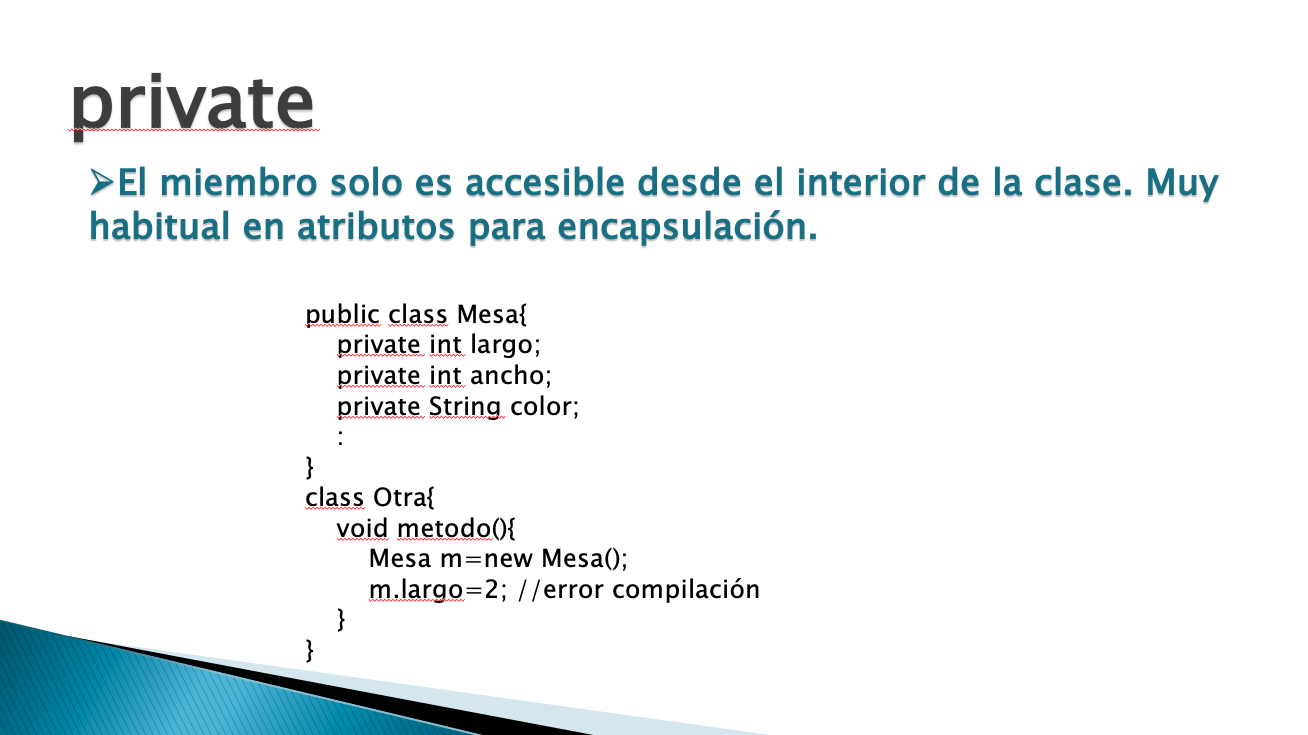 private
➢El miembro solo es accesible desde el interior de la clase. Muy
habitual en atributos para encapsulación.
public class Mesa{
private int largo;
private int ancho;
private String color;
:
}
class Otra{
void metodo(){
Mesa m=new Mesa();
m.largo=2; //error compilación
}
}